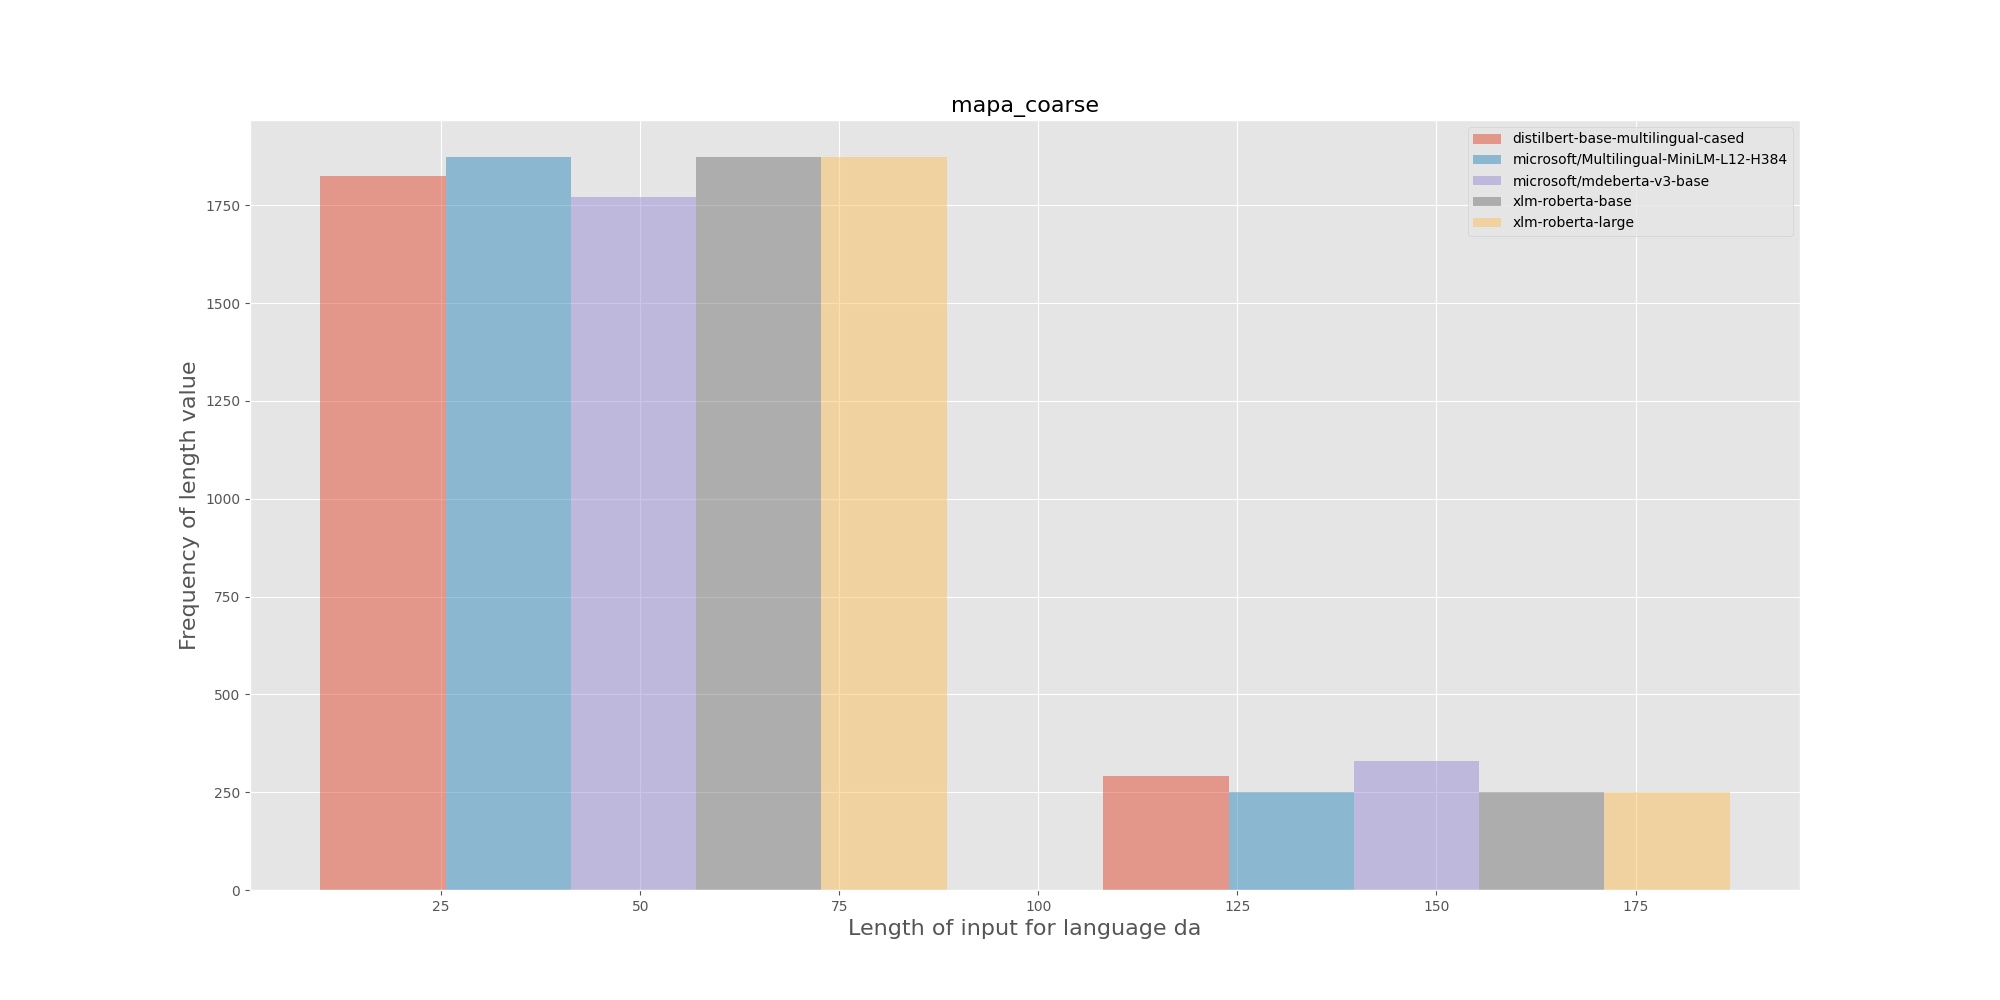 mapa_coarse
distilbert-base-multilingual-cased
microsoft/Multilingual-MiniLM-L12-H384
microsoft/mdeberta-v3-base
xlm-roberta-base
xlm-roberta-large
Frequency of length value
1750
1500
1250
1000
750
500
250
0
25 50 75 100 125 150 175
Length of input for language da